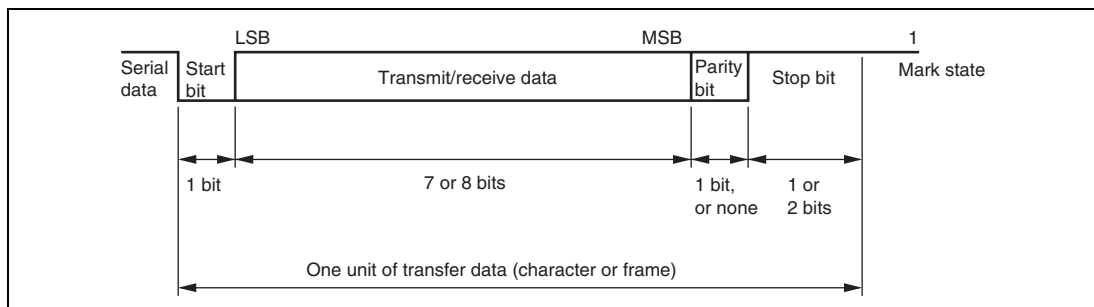 LSB MSB 1
Serial data
Start bit
Transmit/receive data
Parity bit
Stop bit
Mark state
1 bit
7 or 8 bits
1 bit, or none
1 or 2 bits
One unit of transfer data (character or frame)